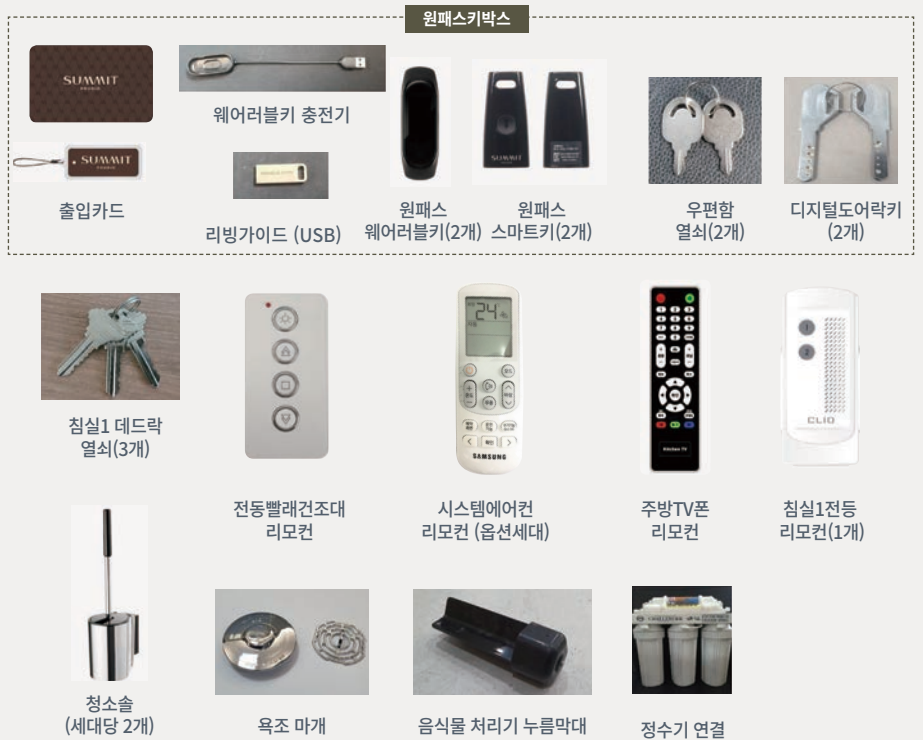 원패스키박스
SUMMIT
SUMMIT
출입카드
웨어러블키 충전기
리빙가이드 (USB)
원패스
웨어러블키(2개)
SUMMIT
원패스
스마트키(2개)
우편함
열쇠(2개)
디지털도어락키
(2개)
침실1 데드락
열쇠(3개)
전동빨래건조대
리모컨
24
SAMSUNG
시스템에어컨
리모컨 (옵션세대)
Kitchen TV
주방TV폰
리모컨
1
2
CLIO
침실1전등
리모컨(1개)
청소솔
(세대당 2개)
욕조 마개
음식물 처리기 누름막대
정수기 연결